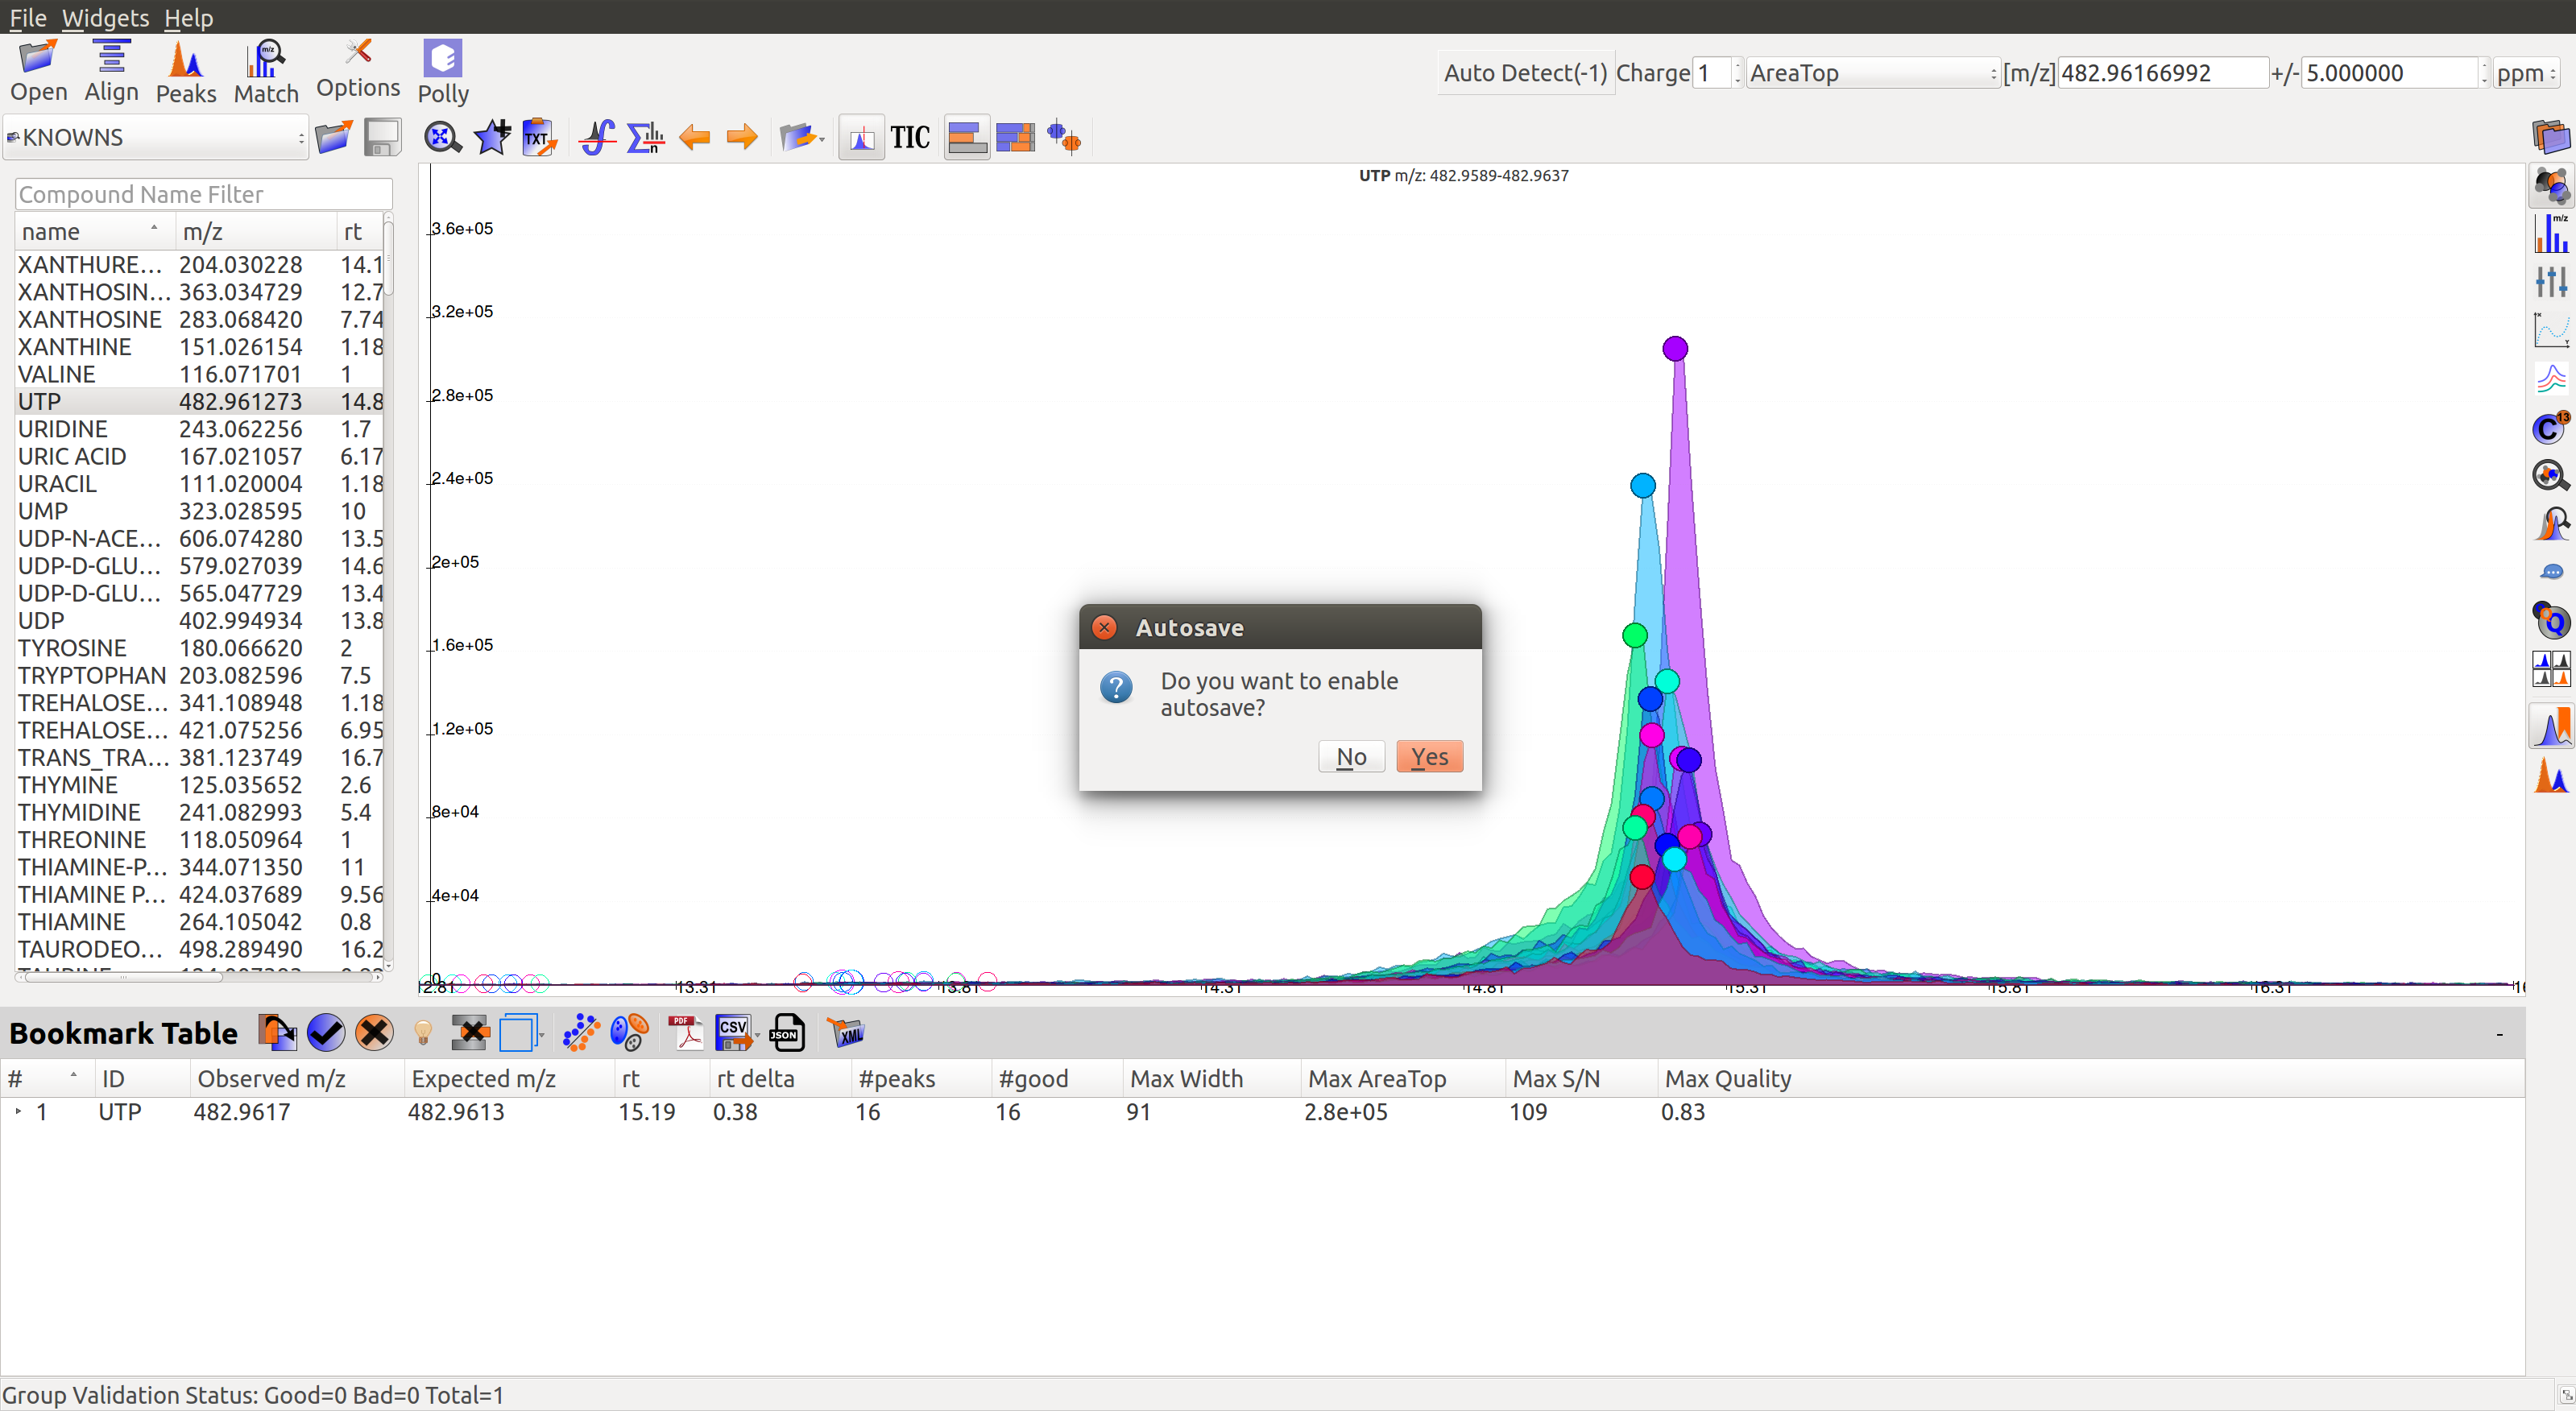 File Widgets Help
Open Align Peaks Match Options Polly
Auto Detect(-1) Charge 1 AreaTop [m/z] 482.96166992 +/- 5.000000 ppm
KNOWNS
TXT n TIC
Compound Name Filter
name m/z rt
XANTHURE... 204.030228 14.1
XANTHOSIN... 363.034729 12.7
XANTHOSINE 283.068420 7.74
XANTHINE 151.026154 1.18
VALINE 116.071701 1
UTP 482.961273 14.8
URIDINE 243.062256 1.7
URIC ACID 167.021057 6.17
URACIL 111.020004 1.18
UMP 323.028595 10
UDP-N-ACE... 606.074280 13.5
UDP-D-GLU... 579.027039 14.6
UDP-D-GLU... 565.047729 13.4
UDP 402.994934 13.8
TYROSINE 180.066620 2
TRYPTOPHAN 203.082596 7.5
TREHALOSE... 341.108948 1.18
TREHALOSE... 421.075256 6.95
TRANS_TRA... 381.123749 16.7
THYMINE 125.035652 2.6
THYMIDINE 241.082993 5.4
THREONINE 118.050964 1
THIAMINE-P... 344.071350 11
THIAMINE P... 424.037689 9.56
THIAMINE 264.105042 0.8
TAURODEO... 498.289490 16.2
UTP m/z: 482.9589-482.9637
3.6e+05
3.2e+05
2.8e+05
2.4e+05
2e+05
1.6e+05
1.2e+05
8e+04
4e+04
0
12.81 13.31 13.81 14.31 14.81 15.31 15.81 16.31
Autosave
Do you want to enable
autosave?
No Yes
m/z
C 13
Q
Bookmark Table
PDF CSV JSON XML
# ID Observed m/z Expected m/z rt rt delta #peaks #good Max Width Max AreaTop Max S/N Max Quality
1 UTP 482.9617 482.9613 15.19 0.38 16 16 91 2.8e+05 109 0.83
Group Validation Status: Good=0 Bad=0 Total=1